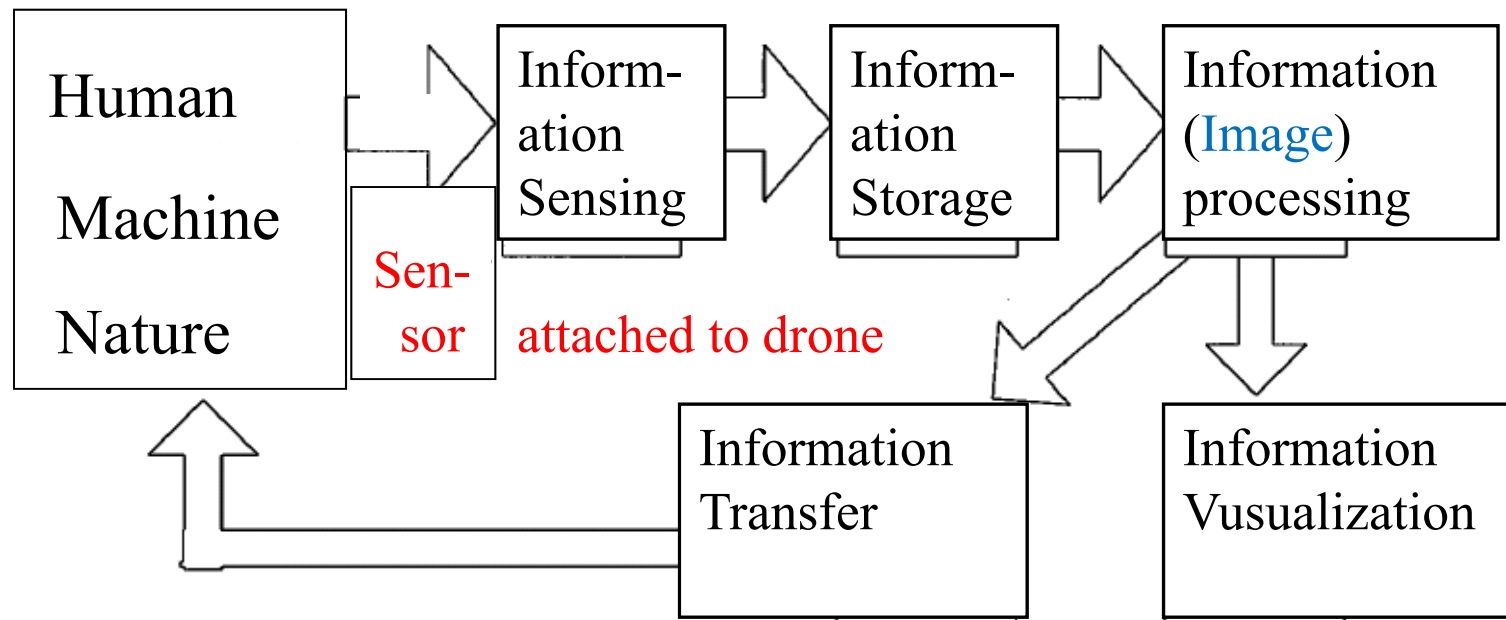 Human
Machine
Nature
Sen-
sor
attached to drone
Inform-
ation
Sensing
Inform-
ation
Storage
Information
(Image)
processing
Information
Transfer
Information
Vusualization